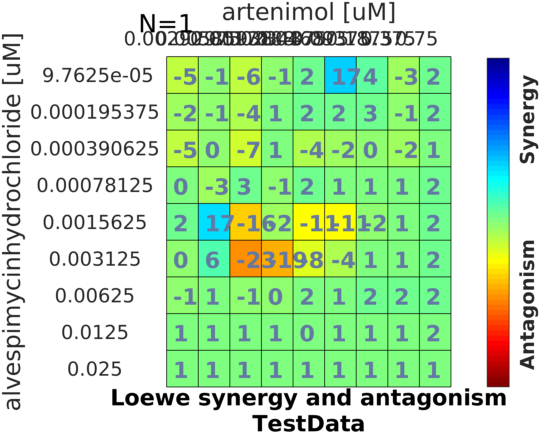 artenimol [uM]
N=1
alvespimycinhydrochloride [uM]
9.7625e-05 -5 -1 -6 -1 2 17 4 -3 2
0.000195375 -2 -1 -4 1 2 2 3 -1 2
0.000390625 -5 0 -7 1 -4 -2 0 -2 1
0.00078125 0 -3 3 -1 2 1 1 1 2
0.0015625 2 17 1 2
0.003125 0 6 -4 1 1 2
0.00625 -1 1 -1 0 2 1 2 2 2
0.0125 1 1 1 1 0 1 1 1 2
0.025 1 1 1 1 1 1 1 1 1
Synergy
Antagonism
Loewe synergy and antagonism
TestData